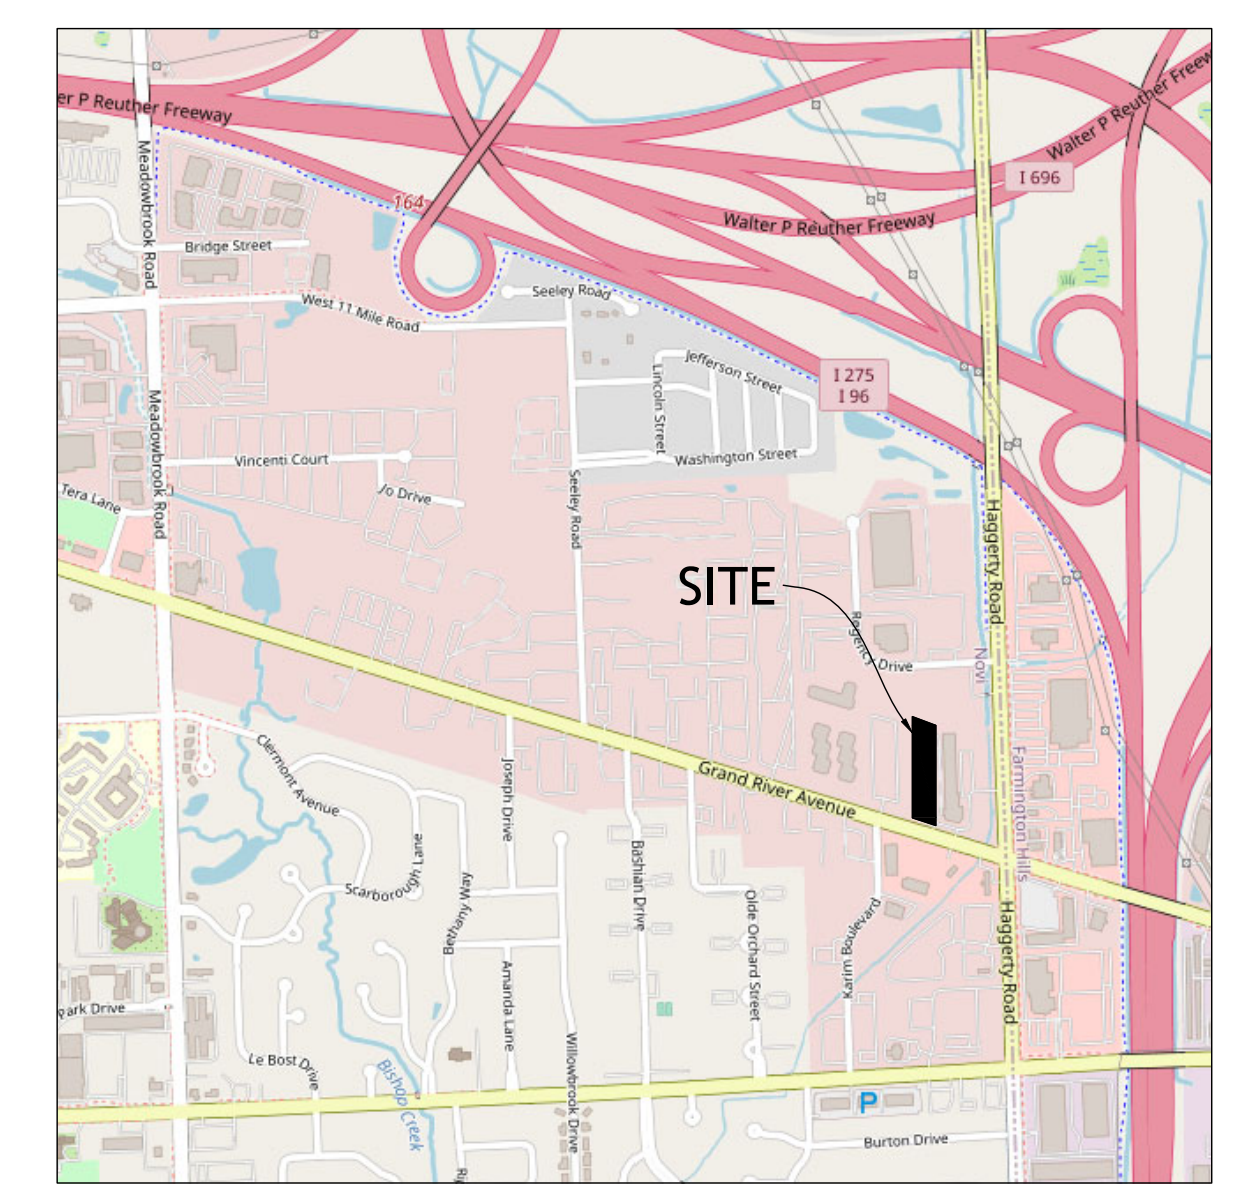 er P Reuther Freeway
Walter P Reuther Freew
I 696
Meadowbrook Road
164
Walter P Reuther Freeway
Bridge Street
Seeley Road
West 11 Mile Road
Jefferson Street
I 275
I 96
Lincoln Street
Meadowbrook Road
Vincenti Court
Washington Street
Jo Drive
Tera Lane
Seeley Road
Haggerty Road
SITE
Regency Drive
Novi
Farmington Hills
Grand River Avenue
Clermont Avenue
Joseph Drive
Scarborough Lane
Bashian Drive
Bethany Way
Olde Orchard Street
Karim Boulevard
Haggerty Road
Amanda Lane
Park Drive
Le Bost Drive
Willowbrook Drive
Bishop Creek
P
Burton Drive
Ri